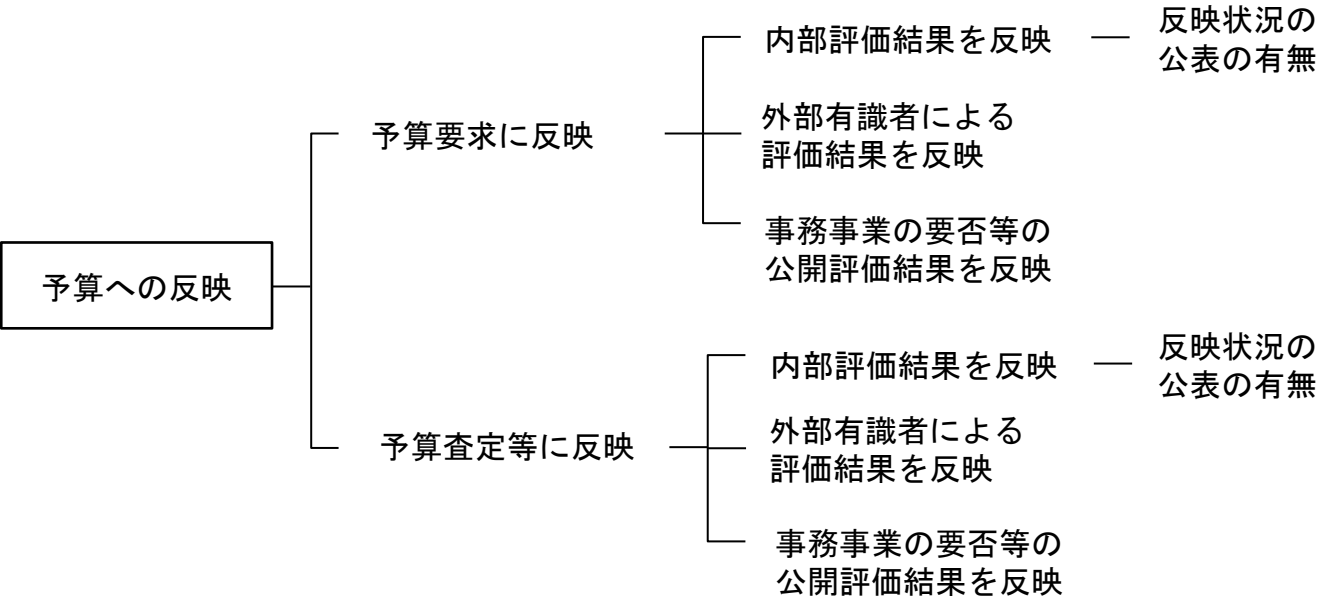 予算への反映
予算要求に反映
内部評価結果を反映
反映状況の
公表の有無
外部有識者による
評価結果を反映
事務事業の要否等の
公開評価結果を反映
予算査定等に反映
内部評価結果を反映
反映状況の
公表の有無
外部有識者による
評価結果を反映
事務事業の要否等の
公開評価結果を反映